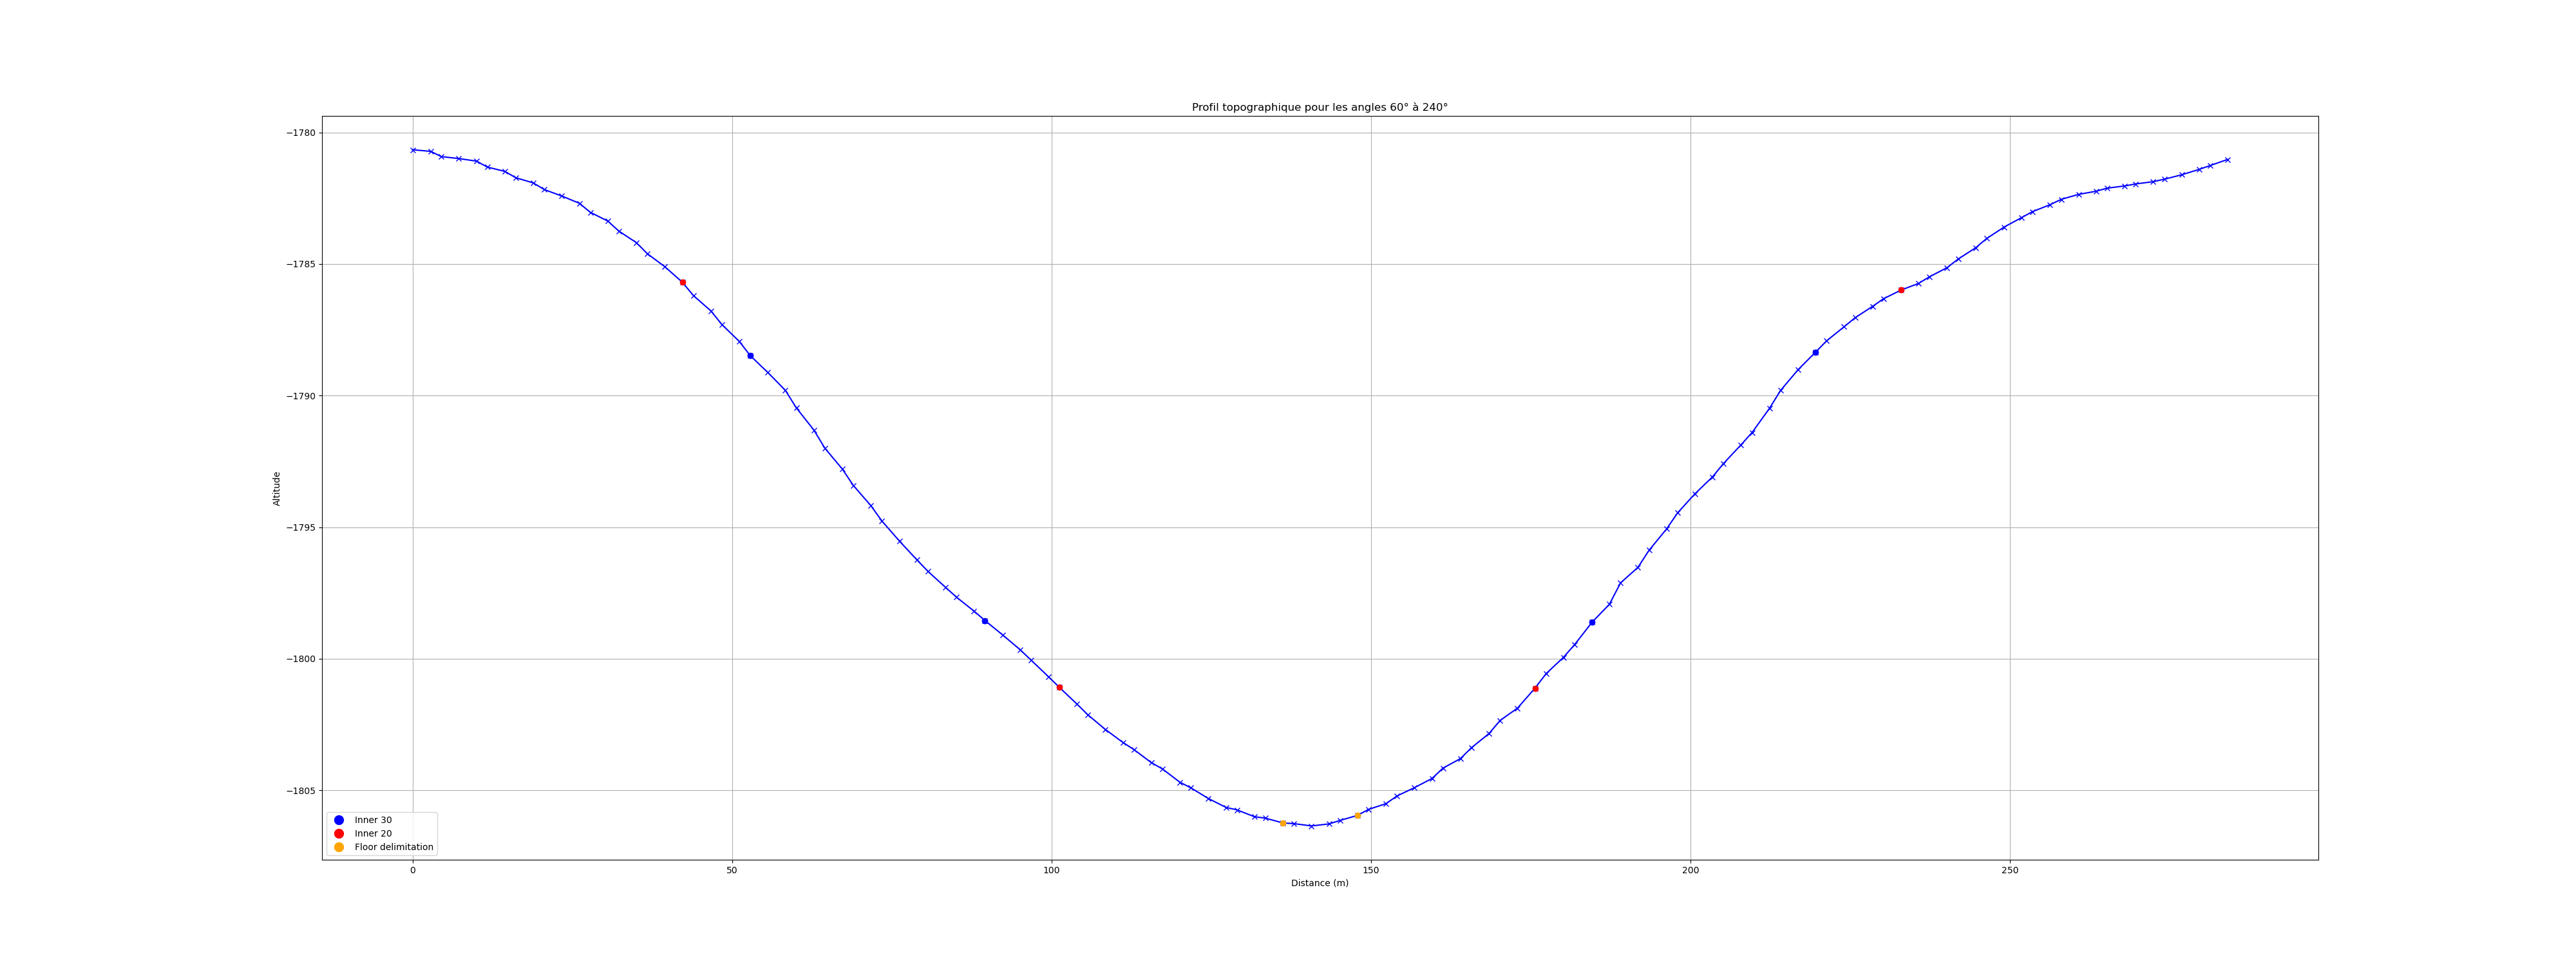 Profil topographique pour les angles 60° à 240°
−1780
−1785
−1790
−1795
−1800
−1805
Altitude
Inner 30
Inner 20
Floor delimitation
0 50 100 150 200 250
Distance (m)